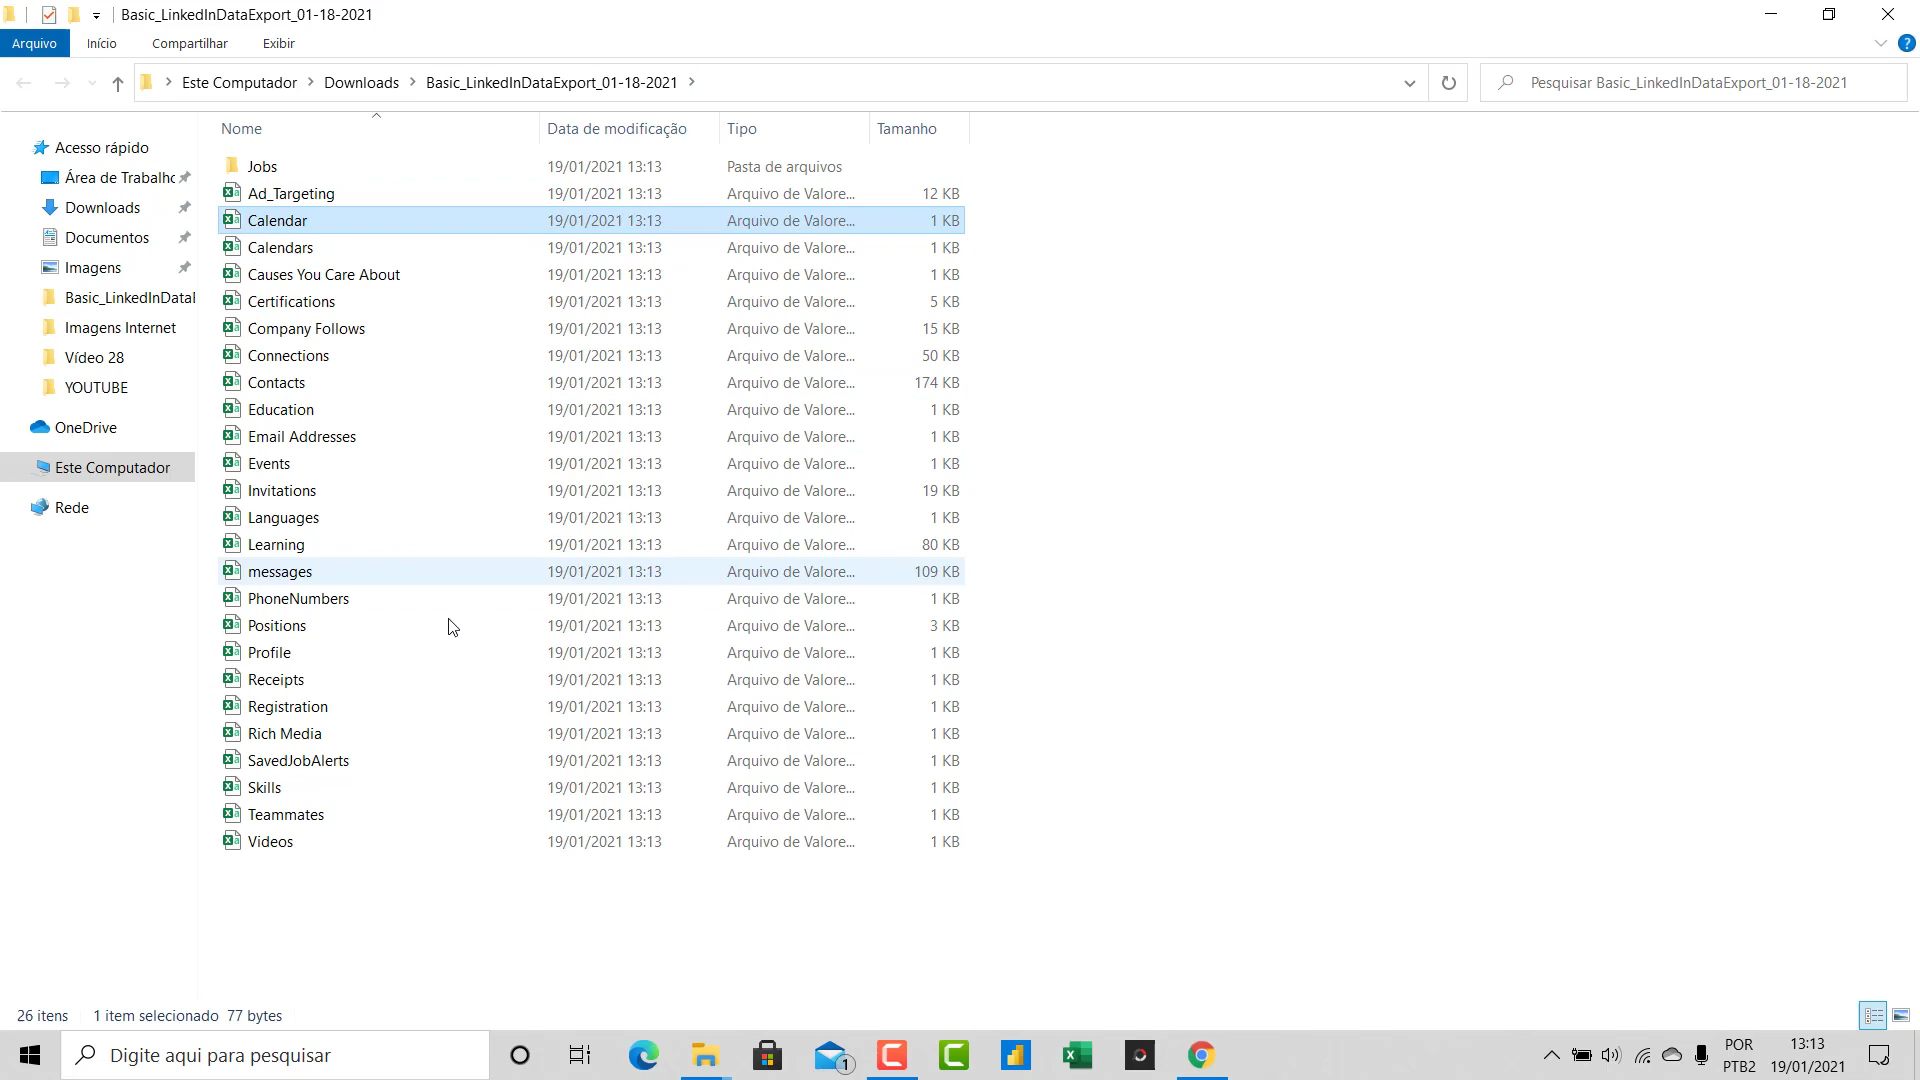 Basic_LinkedInDataExport_01-18-2021
Arquivo Início Compartilhar Exibir
Este Computador Downloads Basic_LinkedInDataExport_01-18-2021 Pesquisar Basic_LinkedInDataExport_01-18-2021
Nome Data de modificação Tipo Tamanho
Acesso rápido
Área de Trabalho
Downloads
Documentos
Imagens
Basic_LinkedInDataE
Imagens Internet
Vídeo 28
YOUTUBE
OneDrive
Este Computador
Rede
Jobs 19/01/2021 13:13 Pasta de arquivos
Ad_Targeting 19/01/2021 13:13 Arquivo de Valore... 12 KB
Calendar 19/01/2021 13:13 Arquivo de Valore... 1 KB
Calendars 19/01/2021 13:13 Arquivo de Valore... 1 KB
Causes You Care About 19/01/2021 13:13 Arquivo de Valore... 1 KB
Certifications 19/01/2021 13:13 Arquivo de Valore... 5 KB
Company Follows 19/01/2021 13:13 Arquivo de Valore... 15 KB
Connections 19/01/2021 13:13 Arquivo de Valore... 50 KB
Contacts 19/01/2021 13:13 Arquivo de Valore... 174 KB
Education 19/01/2021 13:13 Arquivo de Valore... 1 KB
Email Addresses 19/01/2021 13:13 Arquivo de Valore... 1 KB
Events 19/01/2021 13:13 Arquivo de Valore... 1 KB
Invitations 19/01/2021 13:13 Arquivo de Valore... 19 KB
Languages 19/01/2021 13:13 Arquivo de Valore... 1 KB
Learning 19/01/2021 13:13 Arquivo de Valore... 80 KB
messages 19/01/2021 13:13 Arquivo de Valore... 109 KB
PhoneNumbers 19/01/2021 13:13 Arquivo de Valore... 1 KB
Positions 19/01/2021 13:13 Arquivo de Valore... 3 KB
Profile 19/01/2021 13:13 Arquivo de Valore... 1 KB
Receipts 19/01/2021 13:13 Arquivo de Valore... 1 KB
Registration 19/01/2021 13:13 Arquivo de Valore... 1 KB
Rich Media 19/01/2021 13:13 Arquivo de Valore... 1 KB
SavedJobAlerts 19/01/2021 13:13 Arquivo de Valore... 1 KB
Skills 19/01/2021 13:13 Arquivo de Valore... 1 KB
Teammates 19/01/2021 13:13 Arquivo de Valore... 1 KB
Videos 19/01/2021 13:13 Arquivo de Valore... 1 KB
26 itens 1 item selecionado 77 bytes
Digite aqui para pesquisar
1
POR
PTB2
13:13
19/01/2021